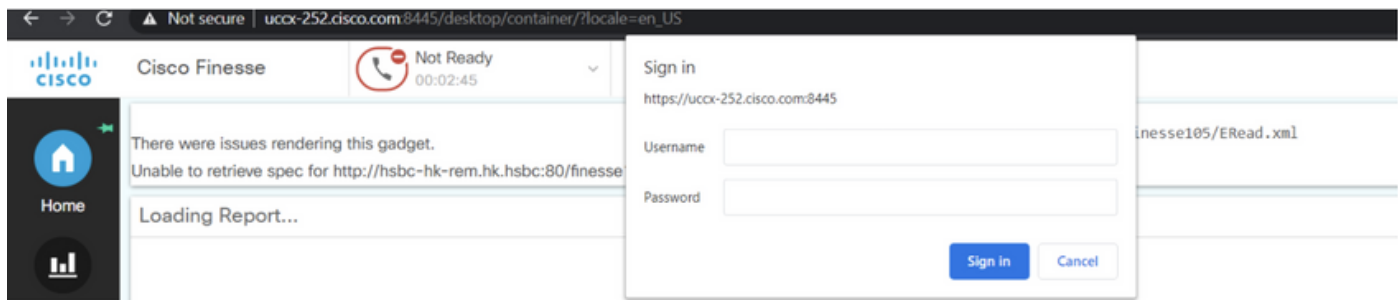 Not secure | uccx-252.cisco.com:8445/desktop/container/?locale=en_US
CISCO
Cisco Finesse
Not Ready
00:02:45
Sign in
https://uccx-252.cisco.com:8445
Username
Password
Sign in
Cancel
There were issues rendering this gadget.
inesse105/ERead.xml
Unable to retrieve spec for http://hsbc-hk-rem.hk.hsbc:80/finesse
Home
Loading Report...